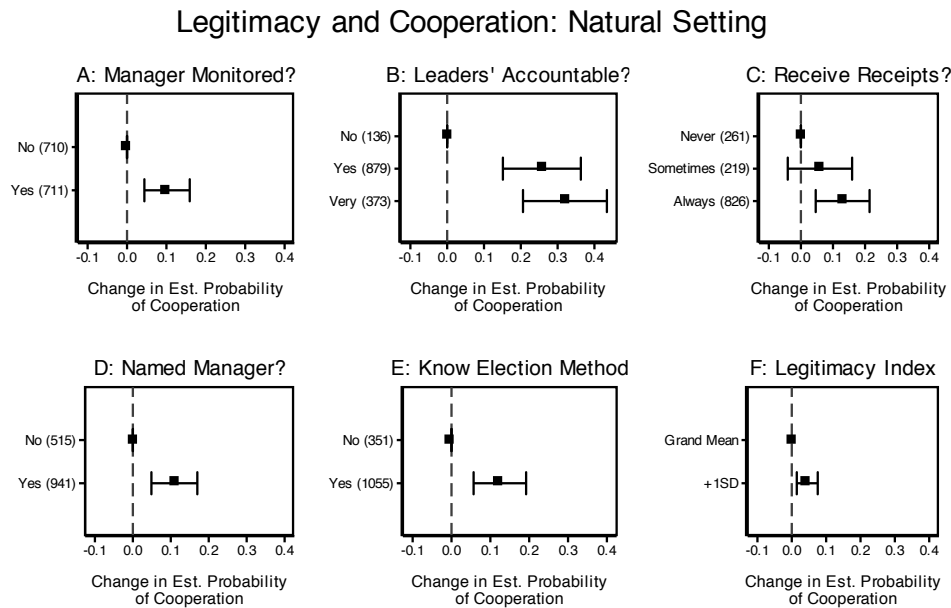 Legitimacy and Cooperation: Natural Setting
A: Manager Monitored?
No (710)
Yes (711)
-0.1 0.0 0.1 0.2 0.3 0.4
Change in Est. Probability
of Cooperation
B: Leaders' Accountable?
No (136)
Yes (879)
Very (373)
-0.1 0.0 0.1 0.2 0.3 0.4
Change in Est. Probability
of Cooperation
C: Receive Receipts?
Never (261)
Sometimes (219)
Always (826)
-0.1 0.0 0.1 0.2 0.3 0.4
Change in Est. Probability
of Cooperation
D: Named Manager?
No (515)
Yes (941)
-0.1 0.0 0.1 0.2 0.3 0.4
Change in Est. Probability
of Cooperation
E: Know Election Method
No (351)
Yes (1055)
-0.1 0.0 0.1 0.2 0.3 0.4
Change in Est. Probability
of Cooperation
F: Legitimacy Index
Grand Mean
+1SD
-0.1 0.0 0.1 0.2 0.3 0.4
Change in Est. Probability
of Cooperation